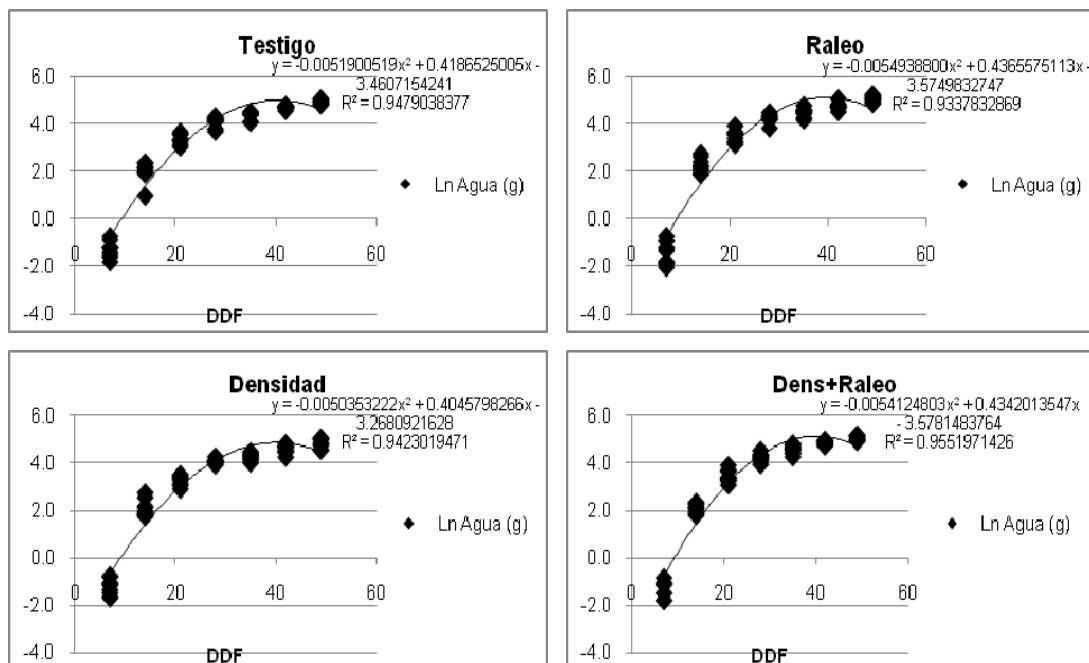 Testigo
y = -0.0051900519x² + 0.4186525005x -
3.4607154241
R² = 0.9479038377
6.0
4.0
2.0
0.0
-2.0
-4.0
0
20
40
60
◆ Ln Agua (g)
DDF
Raleo
y = -0.0054938800x² + 0.4365575113x -
3.5749832747
R² = 0.9337832869
6.0
4.0
2.0
0.0
-2.0
-4.0
0
20
40
60
◆ Ln Agua (g)
DDF
Densidad
y = -0.0050353222x² + 0.4045798266x -
3.2680921628
R² = 0.9423019471
6.0
4.0
2.0
0.0
-2.0
-4.0
0
20
40
60
◆ Ln Agua (g)
DDF
Dens+Raleo
y = -0.0054124803x² + 0.4342013547x
- 3.5781483764
R² = 0.9551971426
6.0
4.0
2.0
0.0
-2.0
-4.0
0
20
40
60
◆ Ln Agua (g)
DDF